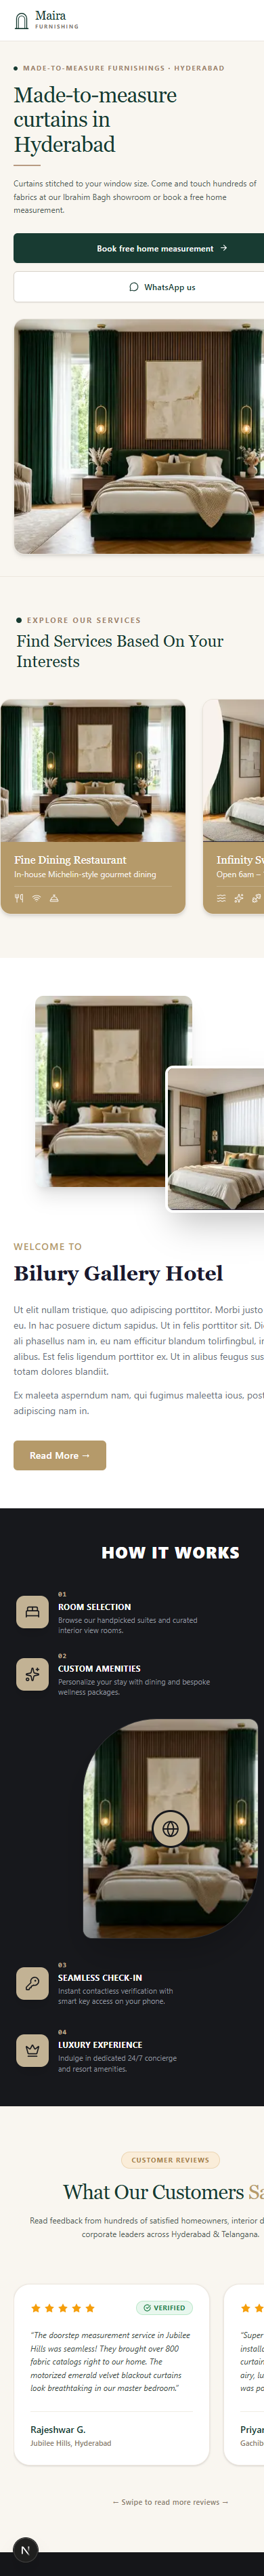 Maira
FURNISHING
MADE-TO-MEASURE FURNISHINGS · HYDERABAD
Made-to-measure
curtains in
Hyderabad
Curtains stitched to your window size. Come and touch hundreds of
fabrics at our Ibrahim Bagh showroom or book a free home
measurement.
Book free home measurement →
WhatsApp us
EXPLORE OUR SERVICES
Find Services Based On Your
Interests
Fine Dining Restaurant
In-house Michelin-style gourmet dining
Infinity Sw
Open 6am –
WELCOME TO
Bilury Gallery Hotel
Ut elit nullam tristique, quo adipiscing porttitor. Morbi justo
eu. In hac posuere dictum sapidus. Ut in felis porttitor sit. Di
ali phasellus nam in, eu nam efficitur blandum tolirfingbul, in
alibus. Est felis ligendum porttitor ex. Ut in alibus feugus sus
totam dolores blandiit.
Ex maleeta asperndum nam, qui fugimus maleetta ious, post
adipiscing nam in.
Read More →
HOW IT WORKS
01
ROOM SELECTION
Browse our handpicked suites and curated
interior view rooms.
02
CUSTOM AMENITIES
Personalize your stay with dining and bespoke
wellness packages.
03
SEAMLESS CHECK-IN
Instant contactless verification with
smart key access on your phone.
04
LUXURY EXPERIENCE
Indulge in dedicated 24/7 concierge
and resort amenities.
CUSTOMER REVIEWS
What Our Customers Sa
Read feedback from hundreds of satisfied homeowners, interior d
corporate leaders across Hyderabad & Telangana.
VERIFIED
"The doorstep measurement service in Jubilee
Hills was seamless! They brought over 800
fabric catalogs right to our home. The
motorized emerald velvet blackout curtains
look breathtaking in our master bedroom."
Rajeshwar G.
Jubilee Hills, Hyderabad
"Super
installa
curtain
airy, lu
was po
Priyan
Gachib
← Swipe to read more reviews →
N